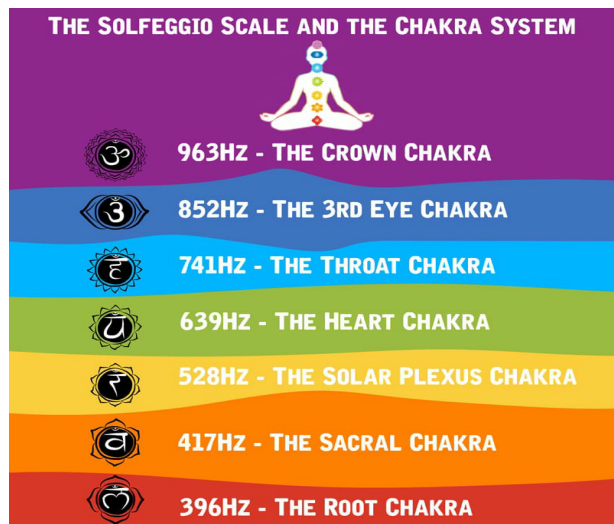 The Solfeggio Scale and the Chakra System
ॐ 963Hz - The Crown Chakra
ॐ 852Hz - The 3rd Eye Chakra
हं 741Hz - The Throat Chakra
यं 639Hz - The Heart Chakra
रं 528Hz - The Solar Plexus Chakra
वं 417Hz - The Sacral Chakra
लं 396Hz - The Root Chakra